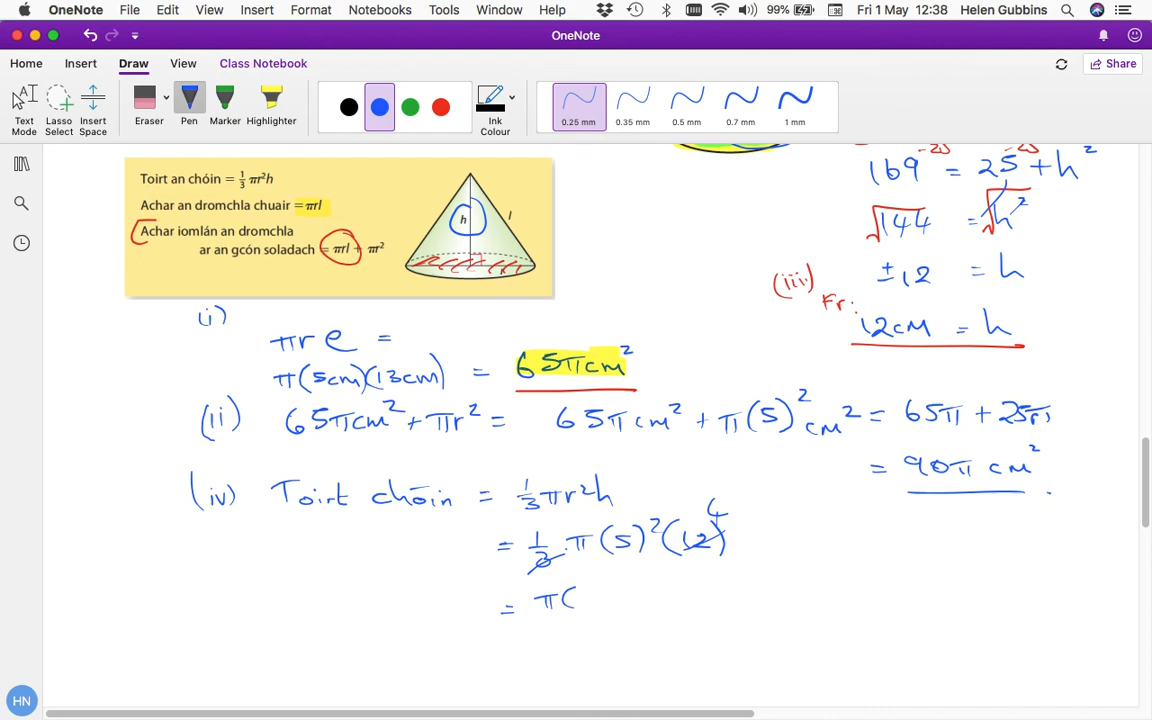 OneNote File Edit View Insert Format Notebooks Tools Window Help 99% Fri 1 May 12:38 Helen Gubbins
OneNote
Home Insert Draw View Class Notebook Share
Text Mode Lasso Select Insert Space Eraser Pen Marker Highlighter Ink Colour 0.25 mm 0.35 mm 0.5 mm 0.7 mm 1 mm
-25 -25
169 = 25 + h²
√144 = √h²
±12 = h
(iii) Fr:
12cm = h
Toirt an chóin = 1/3 πr²h
Achar an dromchla chuair = πrl
Achar iomlán an dromchla
ar an gcón soladach = πrl + πr²
h
l
(i)
πrl =
π(5cm)(13cm) = 65πcm²
(ii) 65πcm² + πr² = 65πcm² + π(5)²cm² = 65π + 25π
= 90π cm²
(iv) Toirt chóin = 1/3 πr²h
= 1/3 . π(5)²(12) 4
= π(
HN